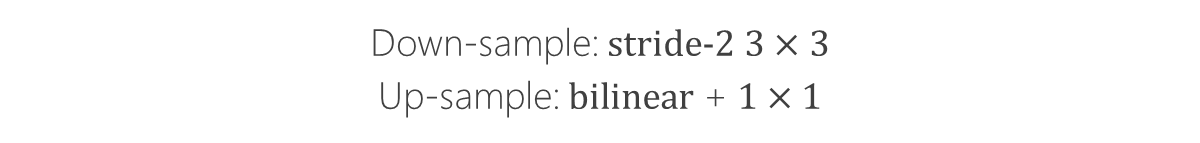 Down-sample: stride-2 3 × 3
Up-sample: bilinear + 1 × 1